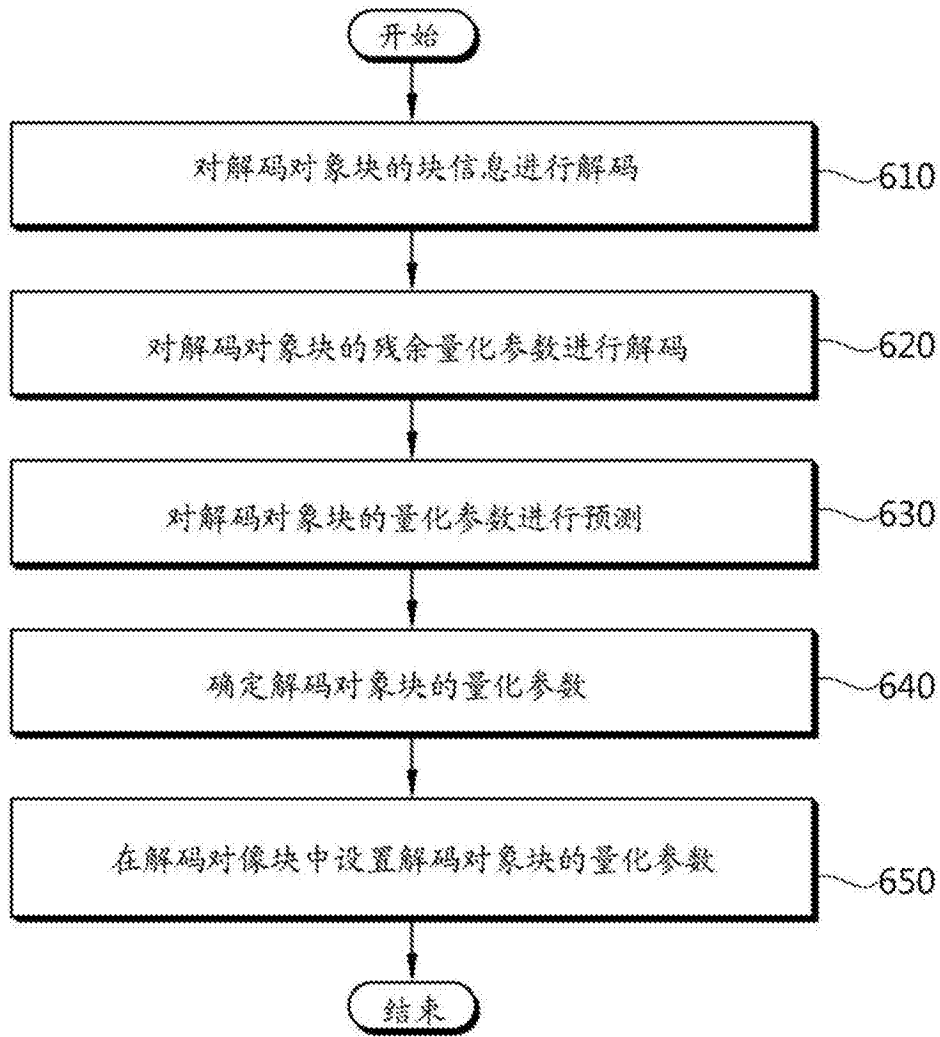 开始
对解码对象块的块信息进行解码
610
对解码对象块的残余量化参数进行解码
620
对解码对象块的量化参数进行预测
630
确定解码对象块的量化参数
640
在解码对像块中设置解码对象块的量化参数
650
结束